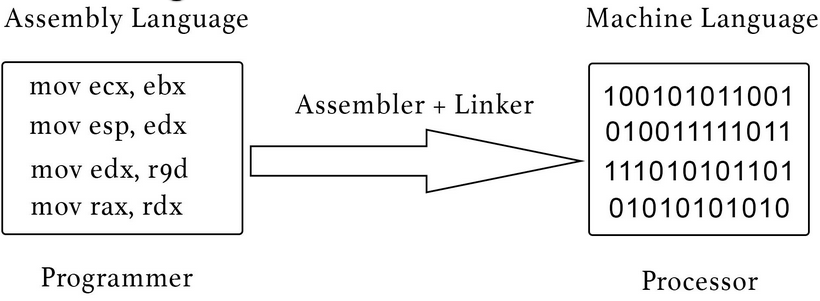 Assembly Language
mov ecx, ebx
mov esp, edx
mov edx, r9d
mov rax, rdx
Programmer
Assembler + Linker
Machine Language
100101011001
010011111011
111010101101
01010101010
Processor